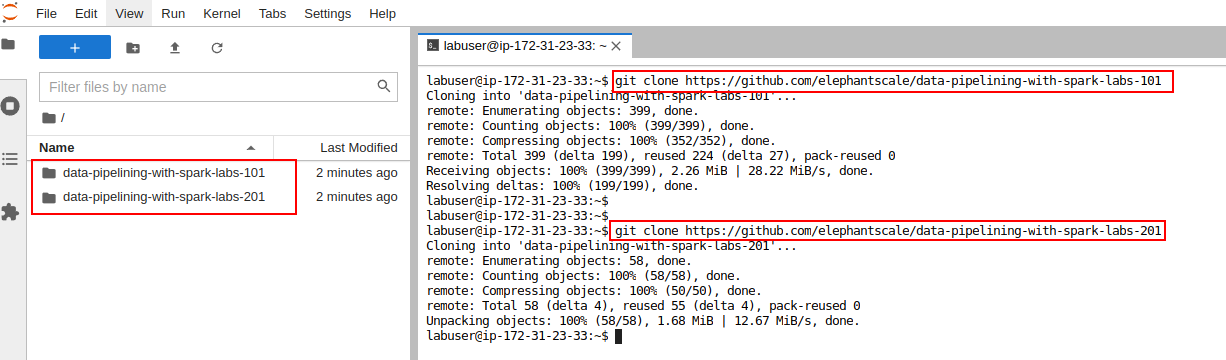 File Edit View Run Kernel Tabs Settings Help
Filter files by name
/
Name Last Modified
data-pipelining-with-spark-labs-101 2 minutes ago
data-pipelining-with-spark-labs-201 2 minutes ago
labuser@ip-172-31-23-33: ~
labuser@ip-172-31-23-33:~$ git clone https://github.com/elephantscale/data-pipelining-with-spark-labs-101
Cloning into 'data-pipelining-with-spark-labs-101'...
remote: Enumerating objects: 399, done.
remote: Counting objects: 100% (399/399), done.
remote: Compressing objects: 100% (352/352), done.
remote: Total 399 (delta 199), reused 224 (delta 27), pack-reused 0
Receiving objects: 100% (399/399), 2.26 MiB | 28.22 MiB/s, done.
Resolving deltas: 100% (199/199), done.
labuser@ip-172-31-23-33:~$
labuser@ip-172-31-23-33:~$
labuser@ip-172-31-23-33:~$ git clone https://github.com/elephantscale/data-pipelining-with-spark-labs-201
Cloning into 'data-pipelining-with-spark-labs-201'...
remote: Enumerating objects: 58, done.
remote: Counting objects: 100% (58/58), done.
remote: Compressing objects: 100% (50/50), done.
remote: Total 58 (delta 4), reused 55 (delta 4), pack-reused 0
Unpacking objects: 100% (58/58), 1.68 MiB | 12.67 MiB/s, done.
labuser@ip-172-31-23-33:~$